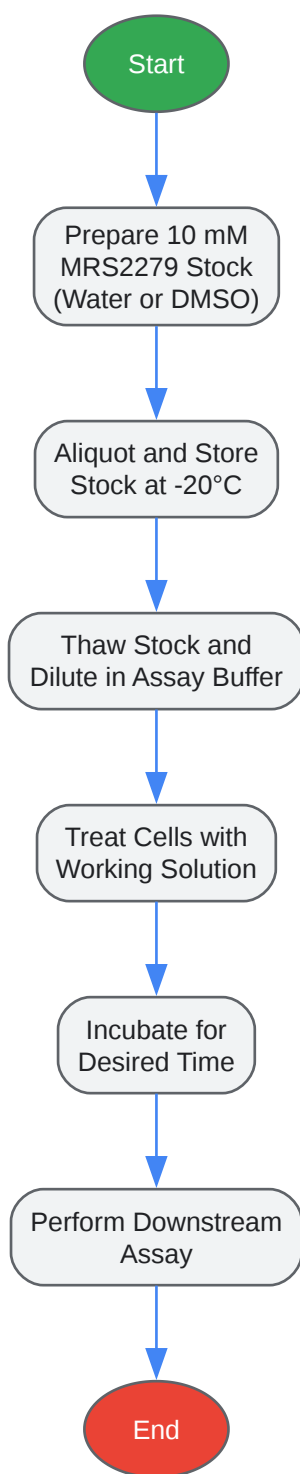 Start
Prepare 10 mM
MRS2279 Stock
(Water or DMSO)
Aliquot and Store
Stock at -20°C
Thaw Stock and
Dilute in Assay Buffer
Treat Cells with
Working Solution
Incubate for
Desired Time
Perform Downstream
Assay
End